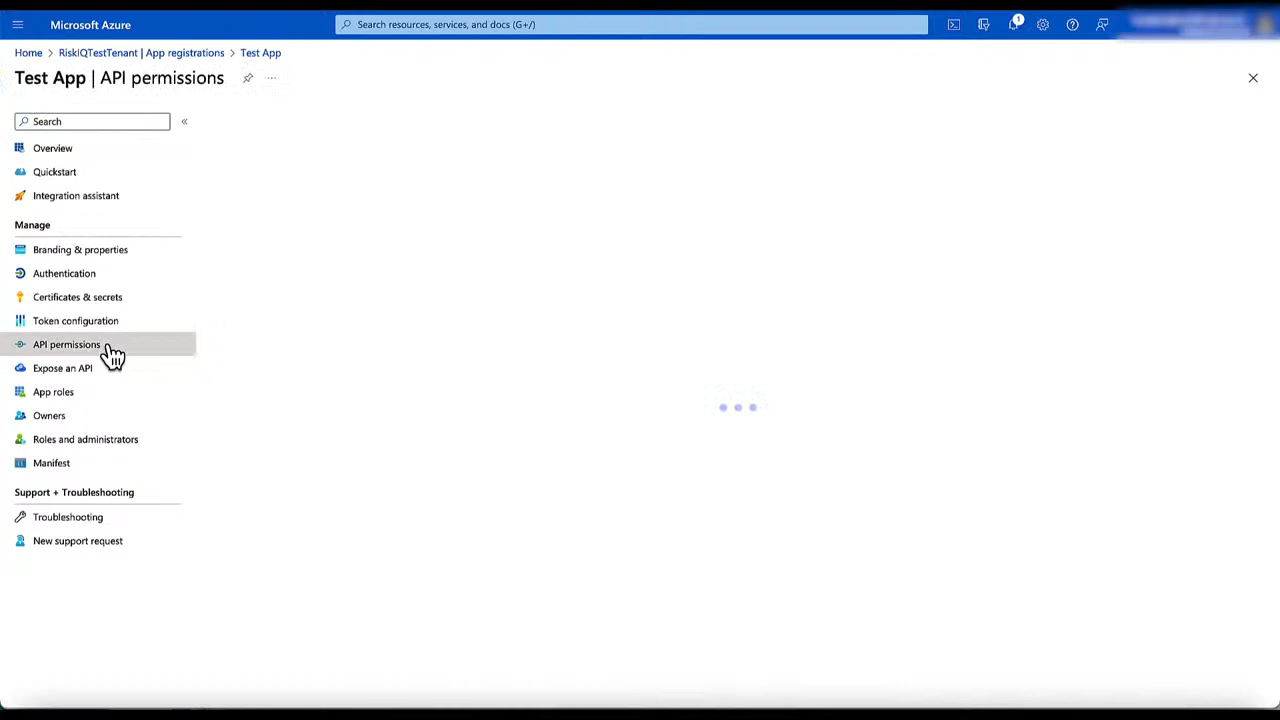 Microsoft Azure
Search resources, services, and docs (G+/)
1
Home > RiskIQTestTenant | App registrations > Test App
Test App | API permissions
Search
«
Overview
Quickstart
Integration assistant
Manage
Branding & properties
Authentication
Certificates & secrets
Token configuration
API permissions
Expose an API
App roles
Owners
Roles and administrators
Manifest
Support + Troubleshooting
Troubleshooting
New support request